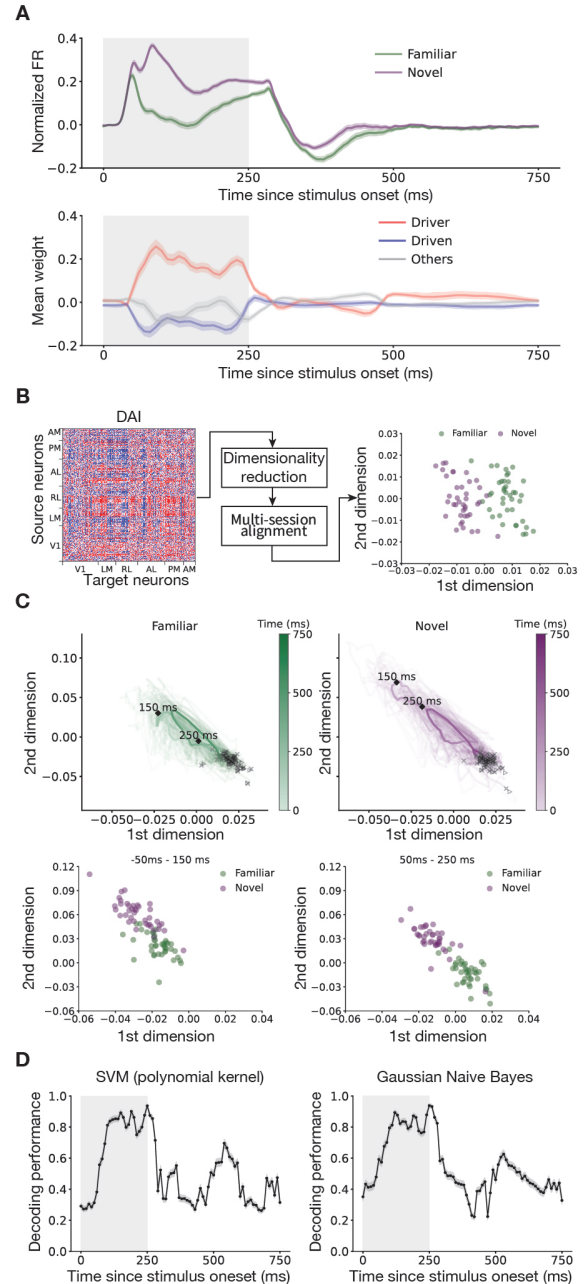 A
Normalized FR
0.4
0.2
0.0
−0.2
Familiar
Novel
0
250
500
750
Time since stimulus onset (ms)
Mean weight
0.4
0.2
0.0
−0.2
Driver
Driven
Others
0
250
500
750
Time since stimulus onset (ms)
B
DAI
Source neurons
AM
PM
AL
RL
LM
V1
V1 LM RL AL PM AM
Target neurons
Dimensionality
reduction
Multi-session
alignment
2nd dimension
0.03
0.02
0.01
0.00
−0.01
−0.02
−0.03
Familiar Novel
−0.03 −0.02 −0.01 0.00 0.01 0.02 0.03
1st dimension
C
Familiar
Time (ms)
750
500
250
0
2nd dimension
0.10
0.05
0.00
−0.05
150 ms
250 ms
−0.050 −0.025 0.000 0.025
1st dimension
Novel
Time (ms)
750
500
250
0
2nd dimension
150 ms
250 ms
−0.050 −0.025 0.000 0.025
1st dimension
-50ms - 150 ms
2nd dimension
0.12
0.09
0.06
0.03
0.00
−0.03
−0.06
Familiar
Novel
−0.06 −0.04 −0.02 0.00 0.02 0.04
1st dimension
50ms - 250 ms
2nd dimension
0.12
0.09
0.06
0.03
0.00
−0.03
−0.06
Familiar
Novel
−0.06 −0.04 −0.02 0.00 0.02 0.04
1st dimension
D
SVM (polynomial kernel)
Decoding performance
1.0
0.8
0.6
0.4
0.2
0.0
0 250 500 750
Time since stimulus oneset (ms)
Gaussian Naive Bayes
Decoding performance
1.0
0.8
0.6
0.4
0.2
0.0
0 250 500 750
Time since stimulus oneset (ms)